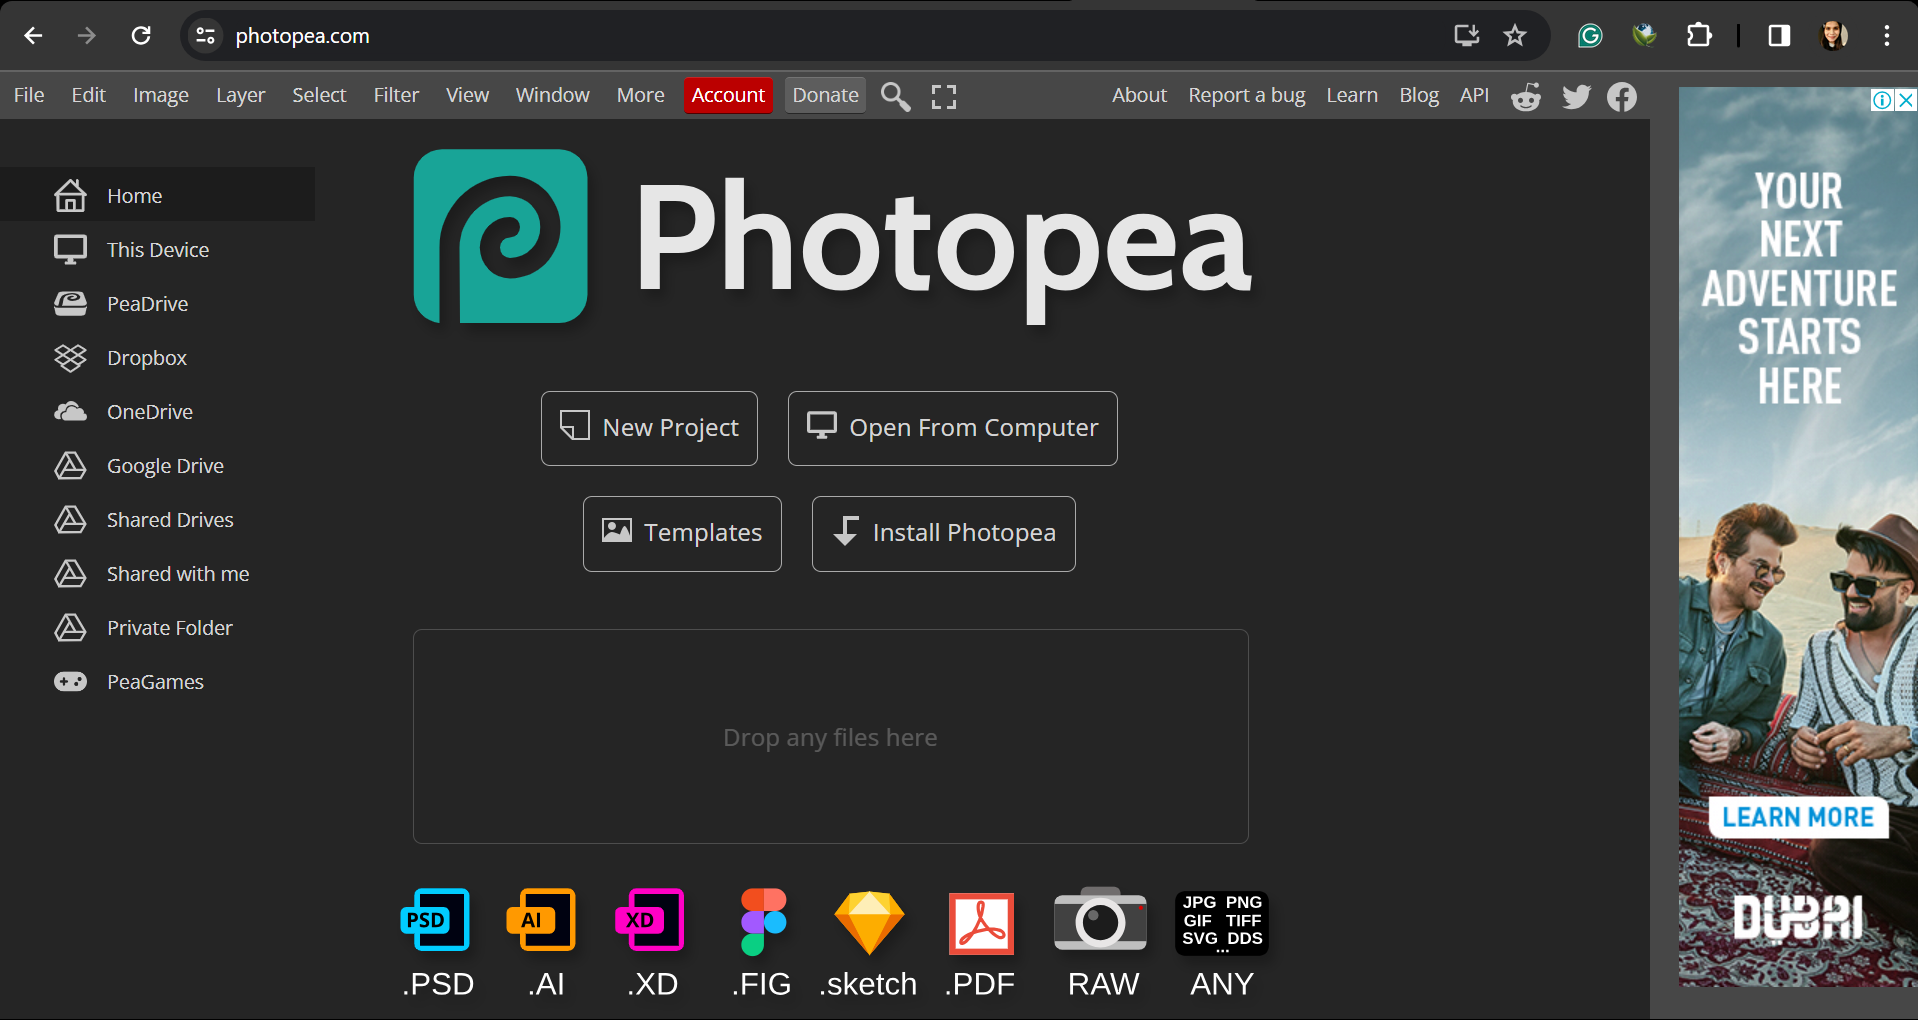 photopea.com
File Edit Image Layer Select Filter View Window More Account Donate About Report a bug Learn Blog API
Home
This Device
PeaDrive
Dropbox
OneDrive
Google Drive
Shared Drives
Shared with me
Private Folder
PeaGames
Photopea
New Project Open From Computer
Templates Install Photopea
Drop any files here
PSD AI XD
JPG PNG
GIF TIFF
SVG DDS
...
.PSD .AI .XD .FIG .sketch .PDF RAW ANY
YOUR
NEXT
ADVENTURE
STARTS
HERE
LEARN MORE
DUBAI